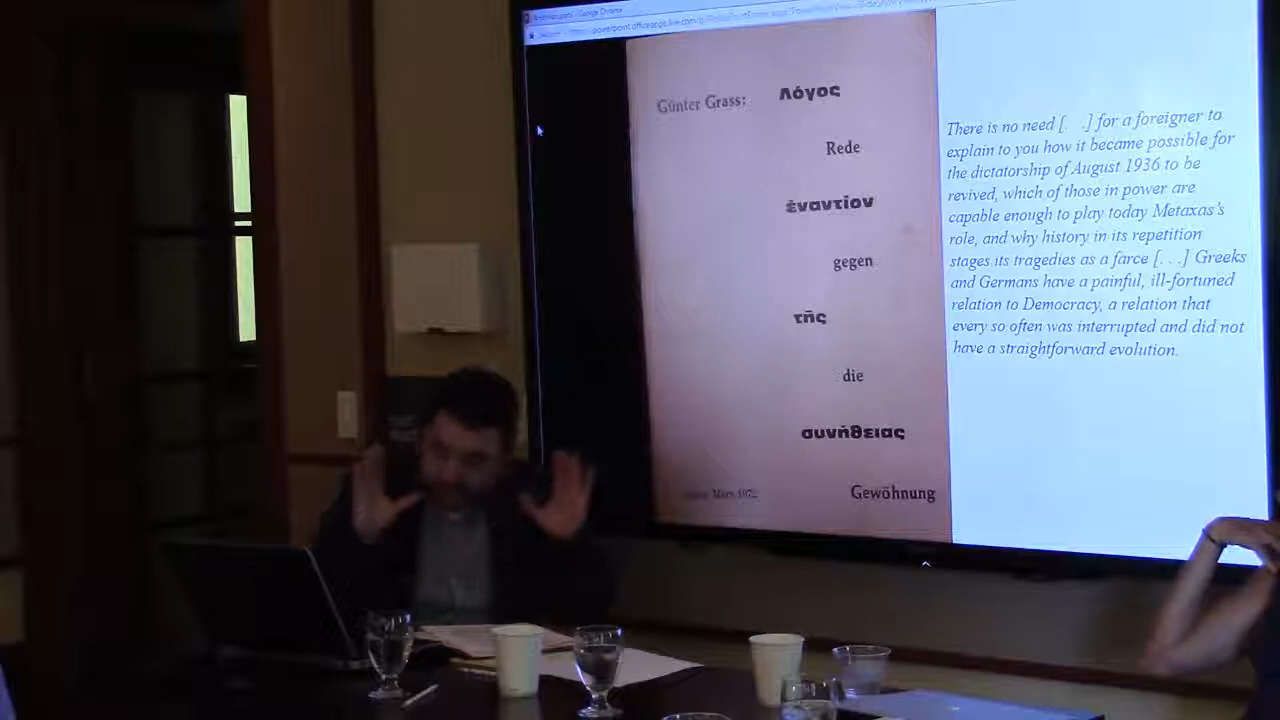 Günter Grass: Λόγος
Rede
ἐναντίον
gegen
τῆς
die
συνήθειας
März 1972 Gewöhnung
There is no need [. . .] for a foreigner to
explain to you how it became possible for
the dictatorship of August 1936 to be
revived, which of those in power are
capable enough to play today Metaxas's
role, and why history in its repetition
stages its tragedies as a farce [. . .] Greeks
and Germans have a painful, ill-fortuned
relation to Democracy, a relation that
every so often was interrupted and did not
have a straightforward evolution.